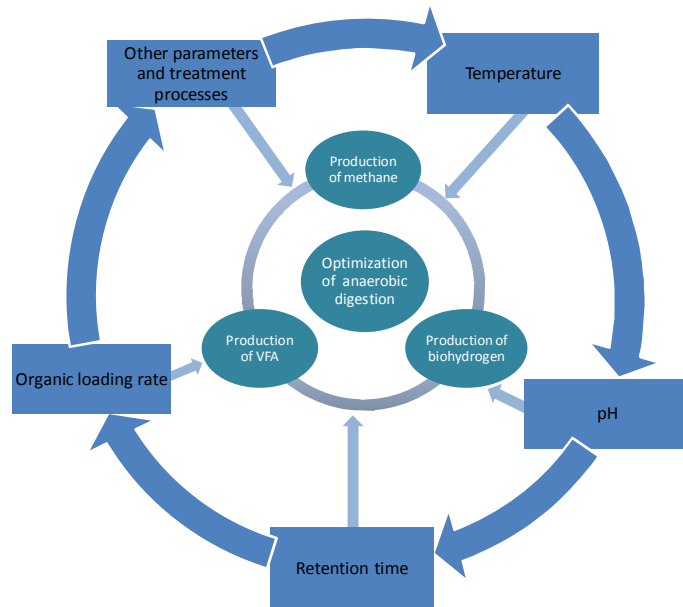 Other parameters
and treatment
processes
Temperature
Production
of methane
Optimization
of anaerobic
digestion
Production
of VFA
Production of
biohydrogen
Organic loading rate
pH
Retention time